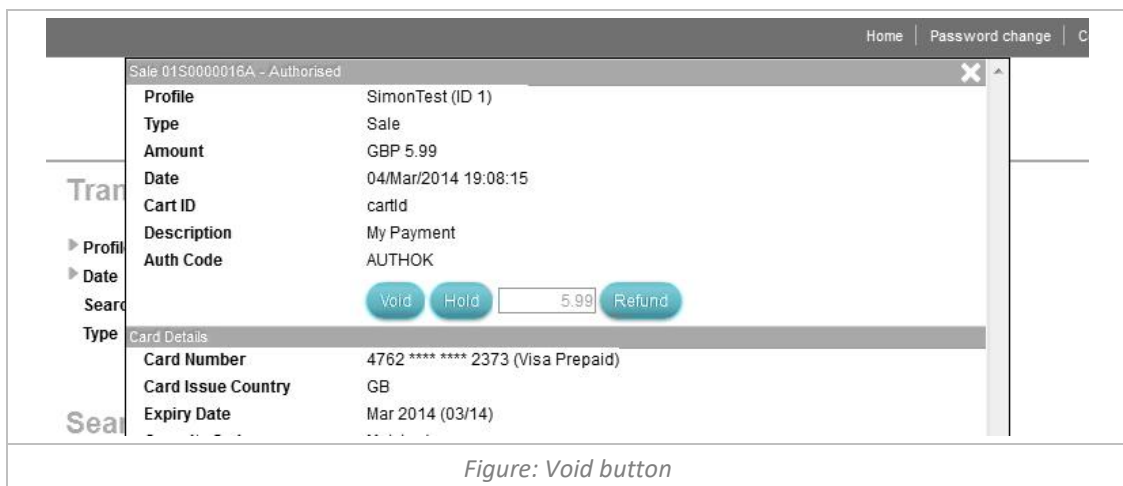 Home | Password change | C
Sale 01S0000016A - Authorised
Profile SimonTest (ID 1)
Type Sale
Amount GBP 5.99
Date 04/Mar/2014 19:08:15
Cart ID cartId
Description My Payment
Auth Code AUTHOK
Void Hold 5.99 Refund
Card Details
Card Number 4762 **** **** 2373 (Visa Prepaid)
Card Issue Country GB
Expiry Date Mar 2014 (03/14)
Tran
Profil
Date
Searc
Type
Sear
Figure: Void button